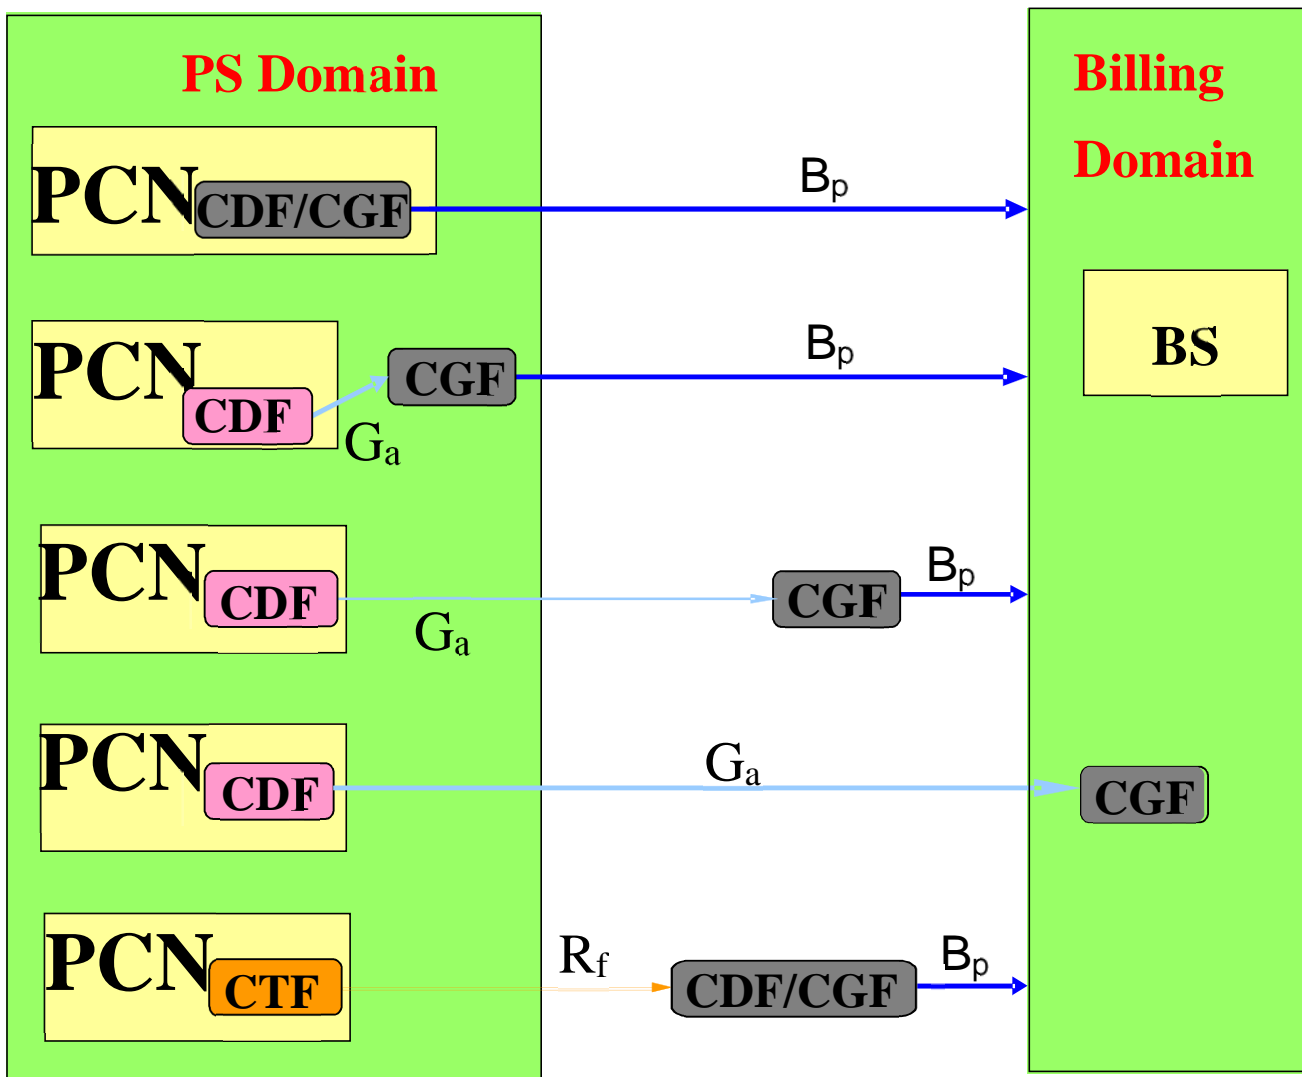 PS Domain
Billing
Domain
PCN
CDF/CGF
Bp
PCN
CDF
Ga
CGF
Bp
BS
PCN
CDF
Ga
CGF
Bp
PCN
CDF
Ga
CGF
PCN
CTF
Rf
CDF/CGF
Bp